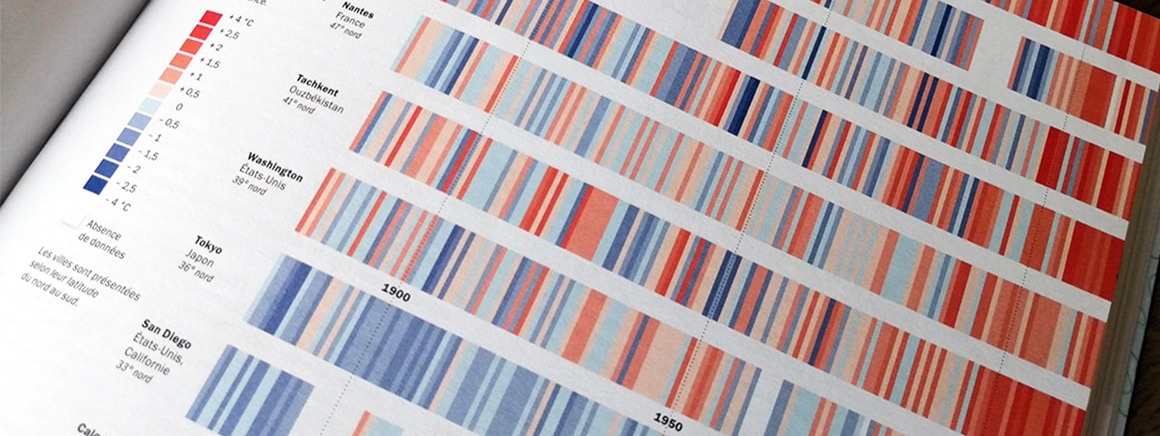 + 4 °C
+ 2,5
+ 2
+ 1,5
+ 1
+ 0,5
0
- 0,5
- 1
- 1,5
- 2
- 2,5
- 4 °C
Absence
de données
Les villes sont présentées
selon leur latitude
du nord au sud.
Nantes
France
47° nord
Tachkent
Ouzbékistan
41° nord
Washington
États-Unis
39° nord
Tokyo
Japon
36° nord
San Diego
États-Unis,
Californie
33° nord
1900
1950